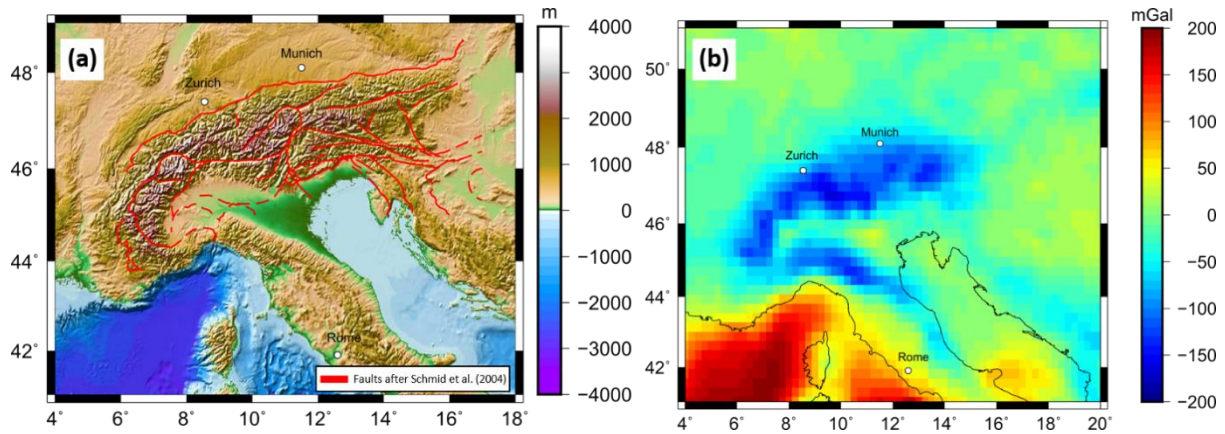 m
(a)
Munich
Zurich
Rome
Faults after Schmid et al. (2004)
48°
46°
44°
42°
4° 6° 8° 10° 12° 14° 16° 18°
4000
3000
2000
1000
0
−1000
−2000
−3000
−4000
mGal
(b)
Munich
Zurich
Rome
50°
48°
46°
44°
42°
4° 6° 8° 10° 12° 14° 16° 18° 20°
200
150
100
50
0
−50
−100
−150
−200